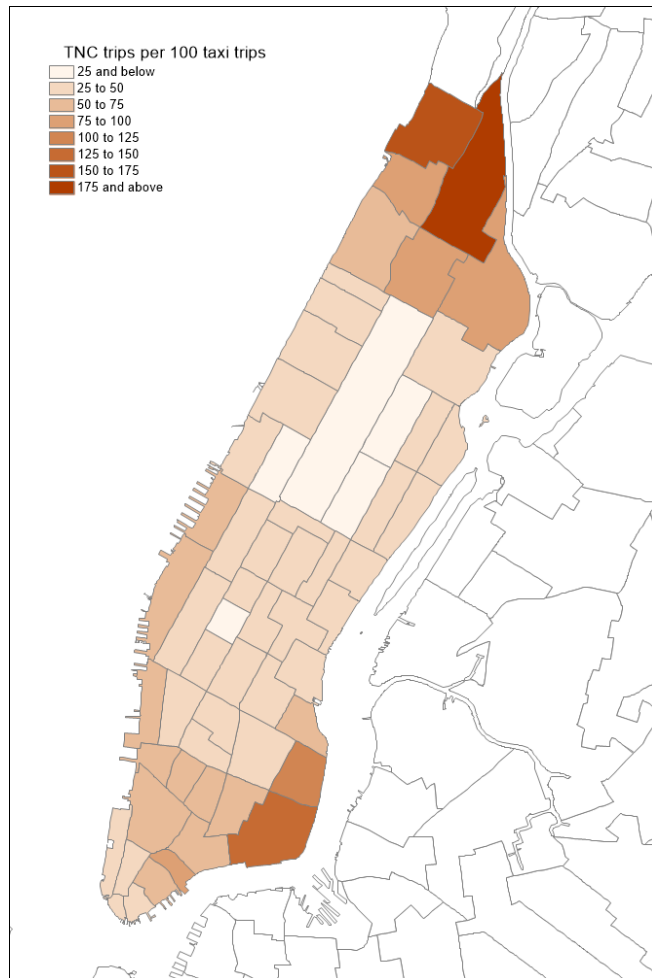 TNC trips per 100 taxi trips
25 and below
25 to 50
50 to 75
75 to 100
100 to 125
125 to 150
150 to 175
175 and above